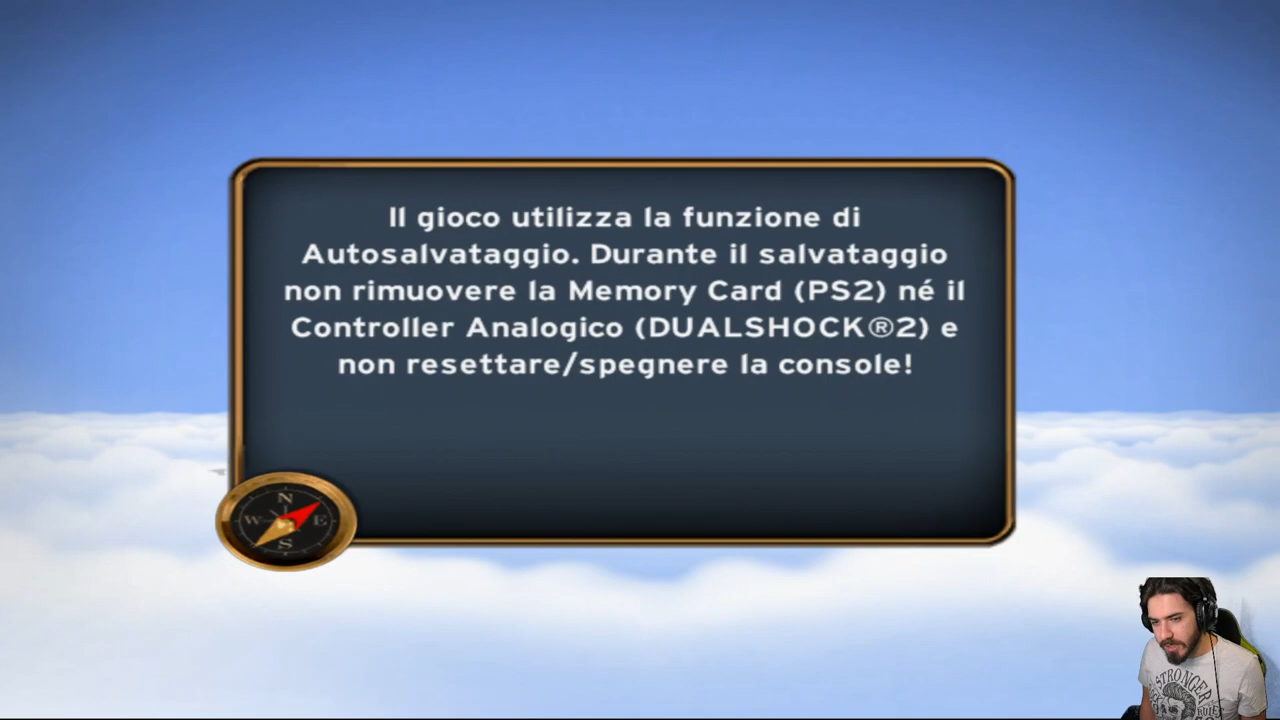 Il gioco utilizza la funzione di
Autosalvataggio. Durante il salvataggio
non rimuovere la Memory Card (PS2) né il
Controller Analogico (DUALSHOCK®2) e
non resettare/spegnere la console!
N
W E
S
STRONGER